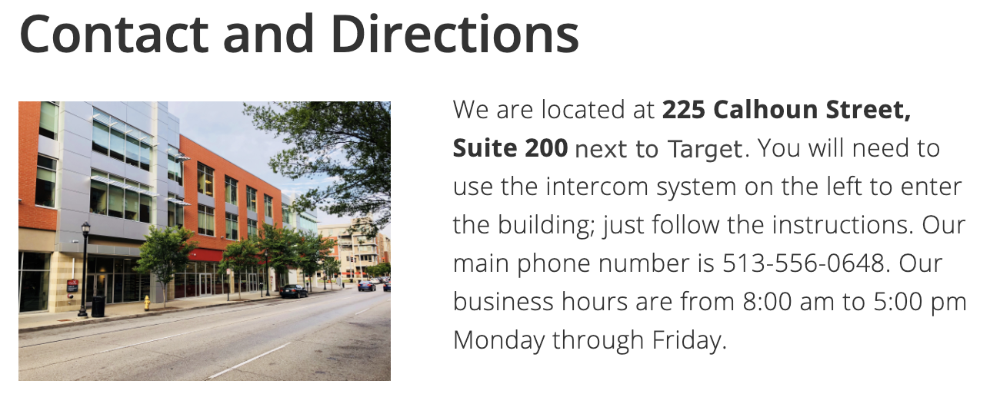 Contact and Directions
We are located at 225 Calhoun Street,
Suite 200 next to Target. You will need to
use the intercom system on the left to enter
the building; just follow the instructions. Our
main phone number is 513-556-0648. Our
business hours are from 8:00 am to 5:00 pm
Monday through Friday.